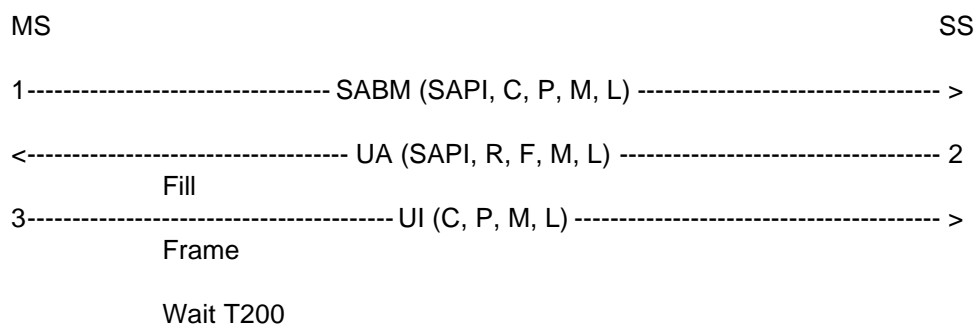 MS SS
1---------------------------------- SABM (SAPI, C, P, M, L) ---------------------------------- >
<------------------------------------ UA (SAPI, R, F, M, L) ------------------------------------ 2
Fill
3----------------------------------------- UI (C, P, M, L) ----------------------------------------- >
Frame
Wait T200